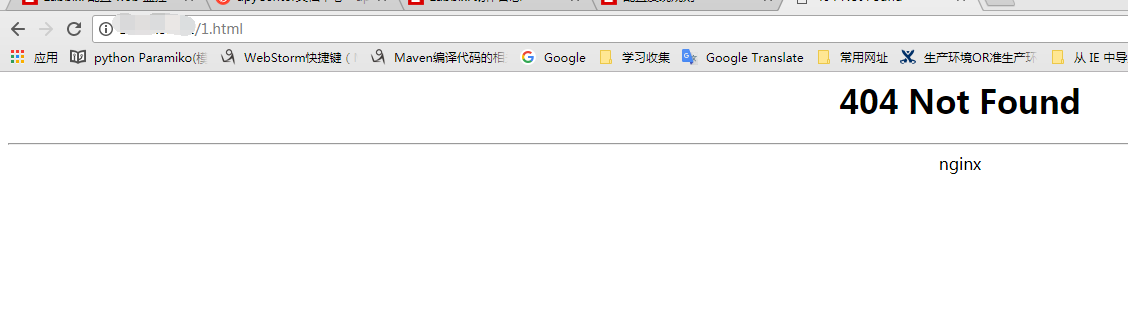 /1.html
应用 python Paramiko(模 WebStorm快捷键 ( Maven编译代码的相 Google 学习收集 Google Translate 常用网址 生产环境OR准生产环 从 IE 中导
404 Not Found
nginx